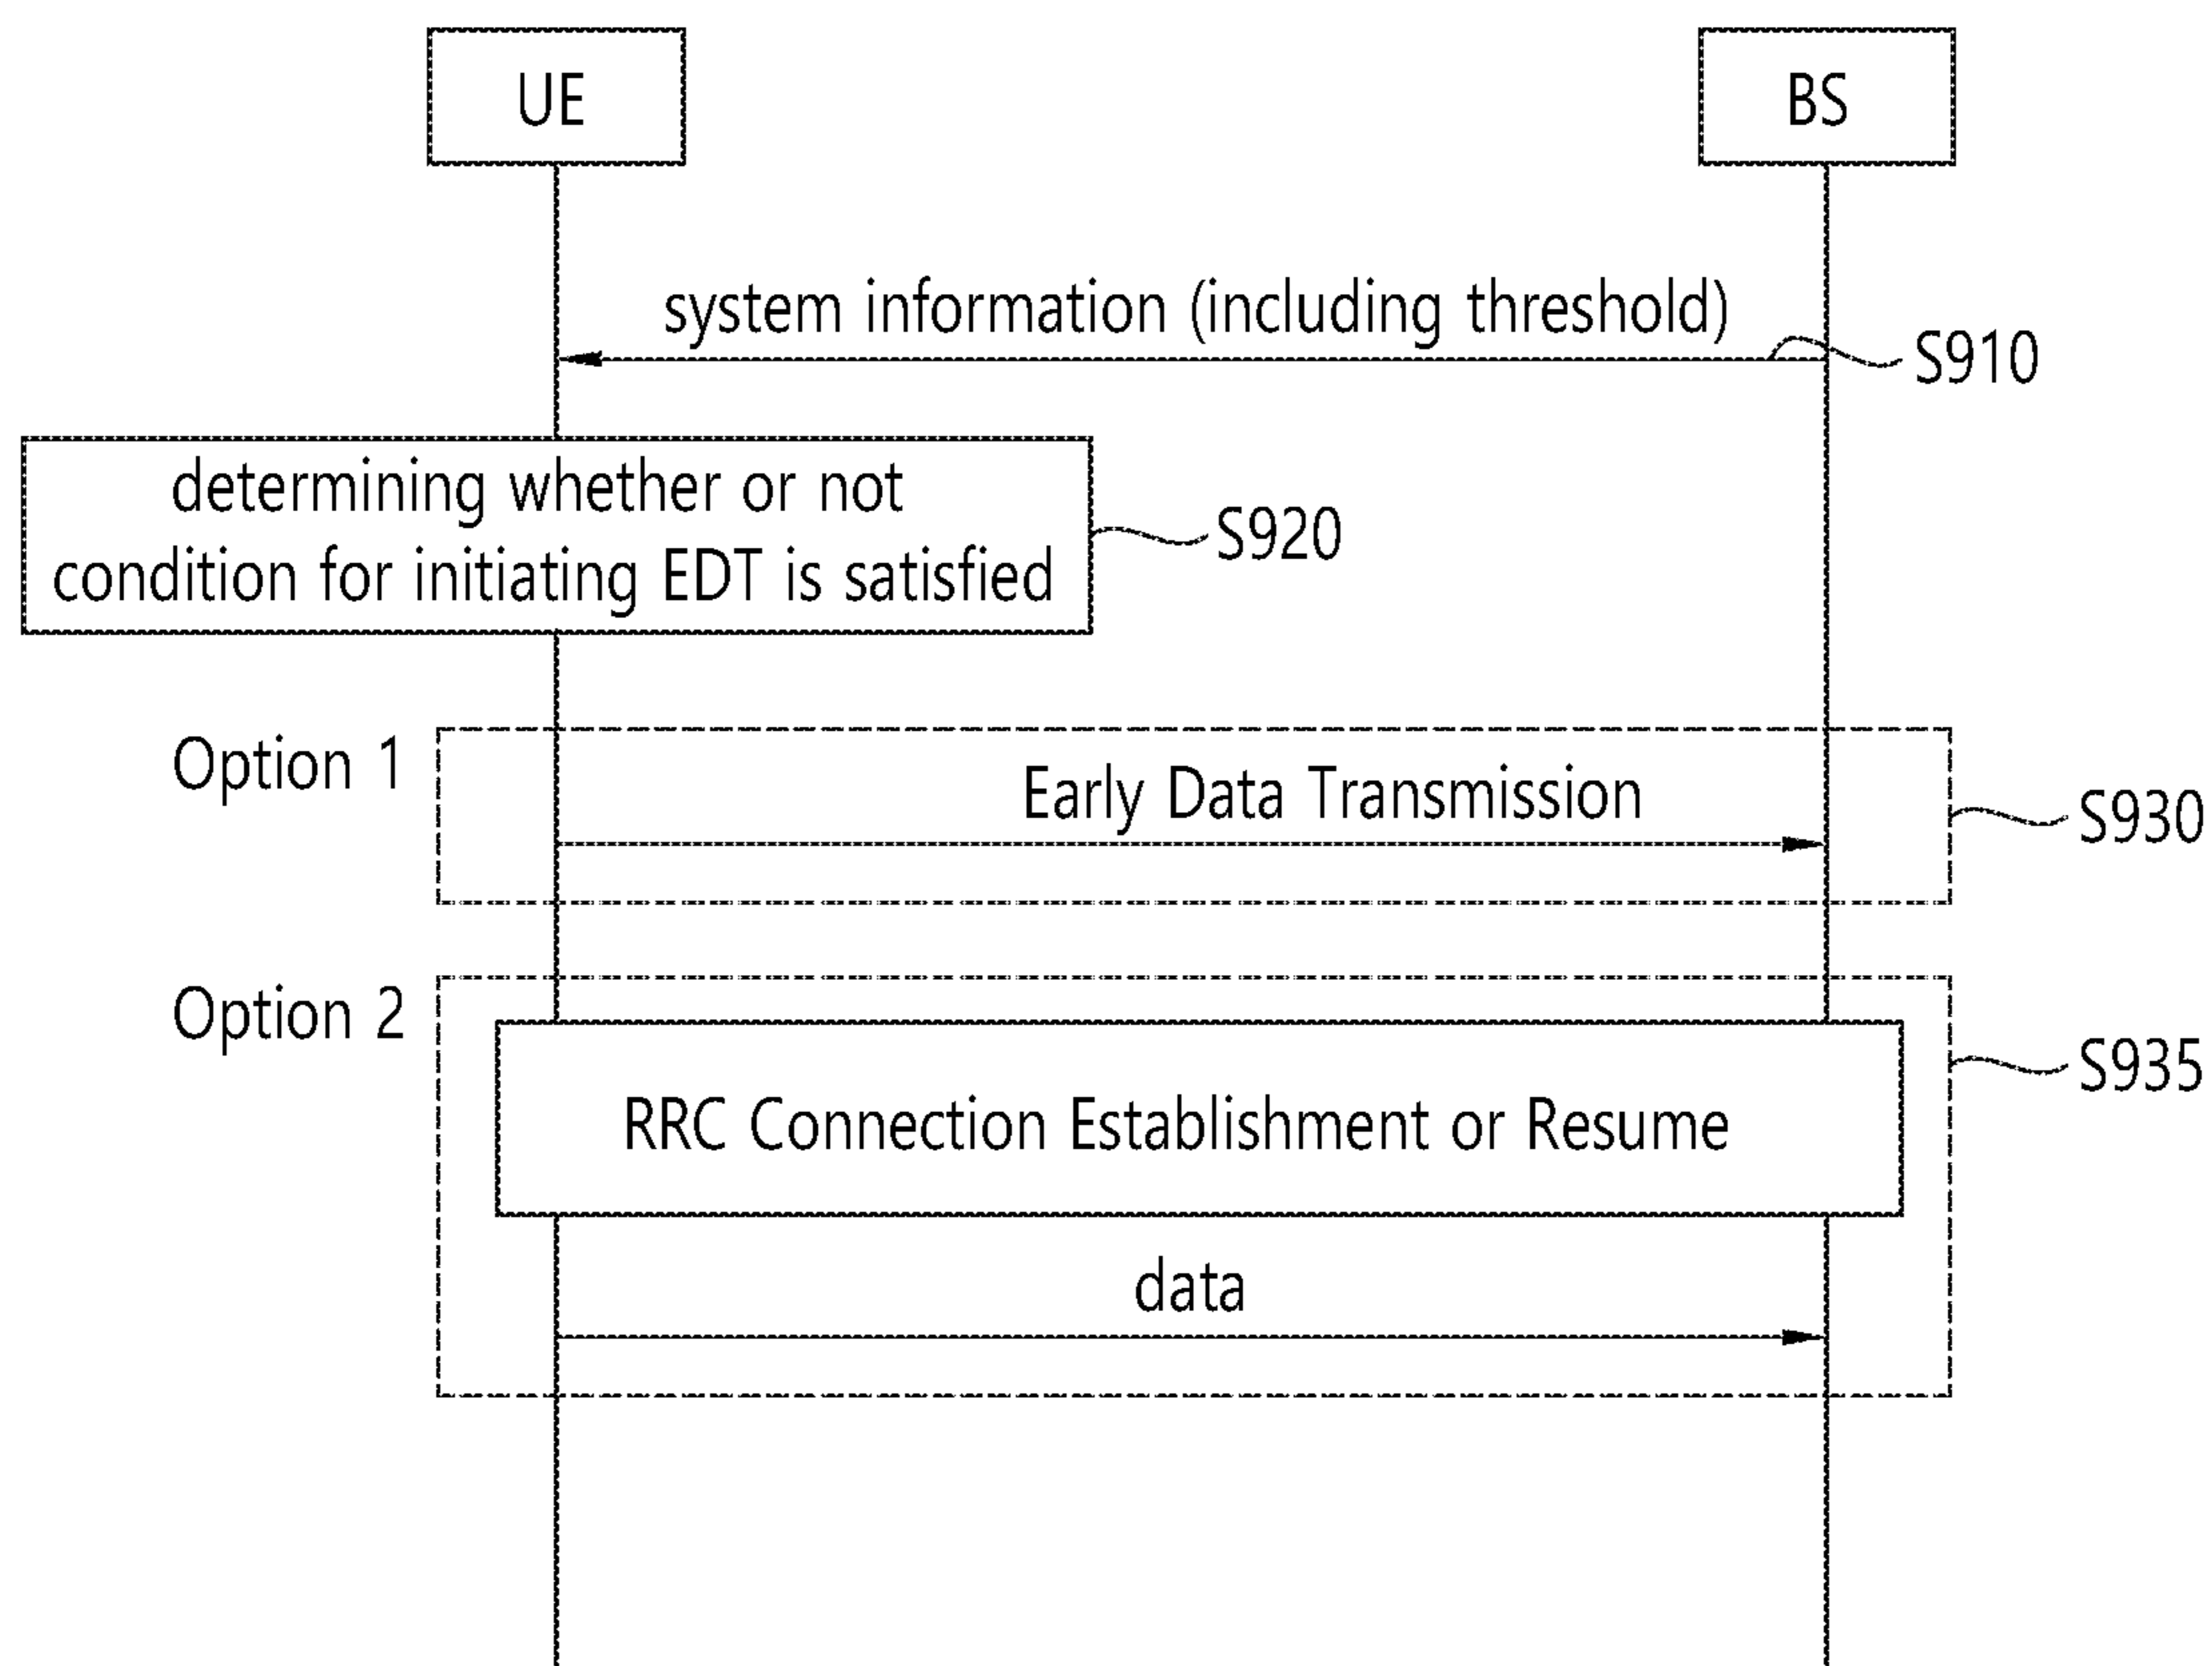 UE
BS
system information (including threshold)
S910
determining whether or not
condition for initiating EDT is satisfied
S920
Option 1
Early Data Transmission
S930
Option 2
RRC Connection Establishment or Resume
S935
data